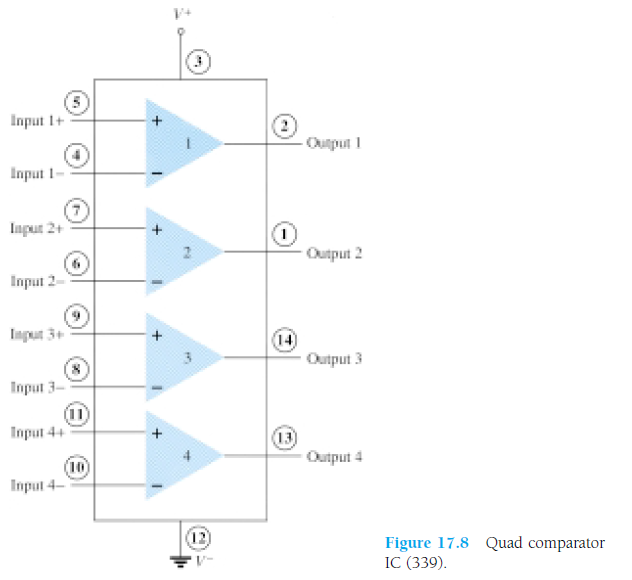 V+
3
5
Input 1+
+
1
2
Output 1
4
Input 1−
−
7
Input 2+
+
2
1
Output 2
6
Input 2−
−
9
Input 3+
+
3
14
Output 3
8
Input 3−
−
11
Input 4+
+
4
13
Output 4
10
Input 4−
−
12
V−
Figure 17.8 Quad comparator
IC (339).